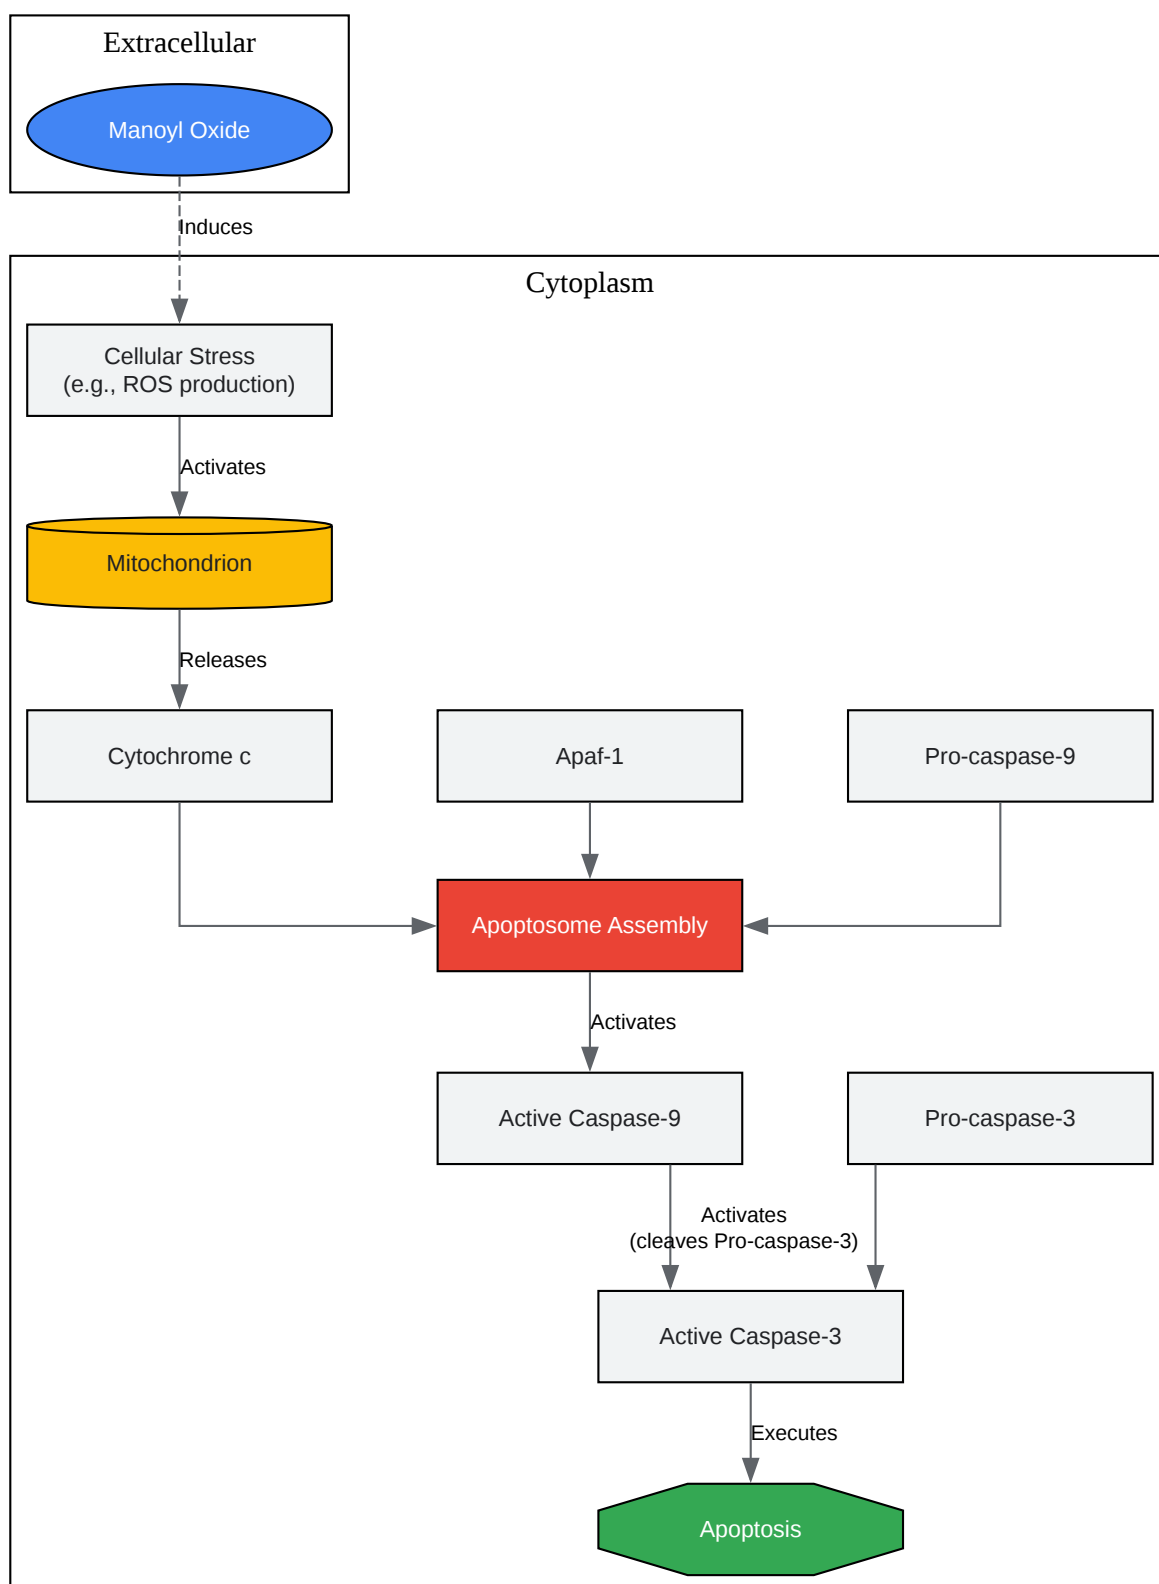 Extracellular
Manoyl Oxide
Induces
Cytoplasm
Cellular Stress
(e.g., ROS production)
Activates
Mitochondrion
Releases
Cytochrome c
Apaf-1
Pro-caspase-9
Apoptosome Assembly
Activates
Active Caspase-9
Pro-caspase-3
Activates
(cleaves Pro-caspase-3)
Active Caspase-3
Executes
Apoptosis